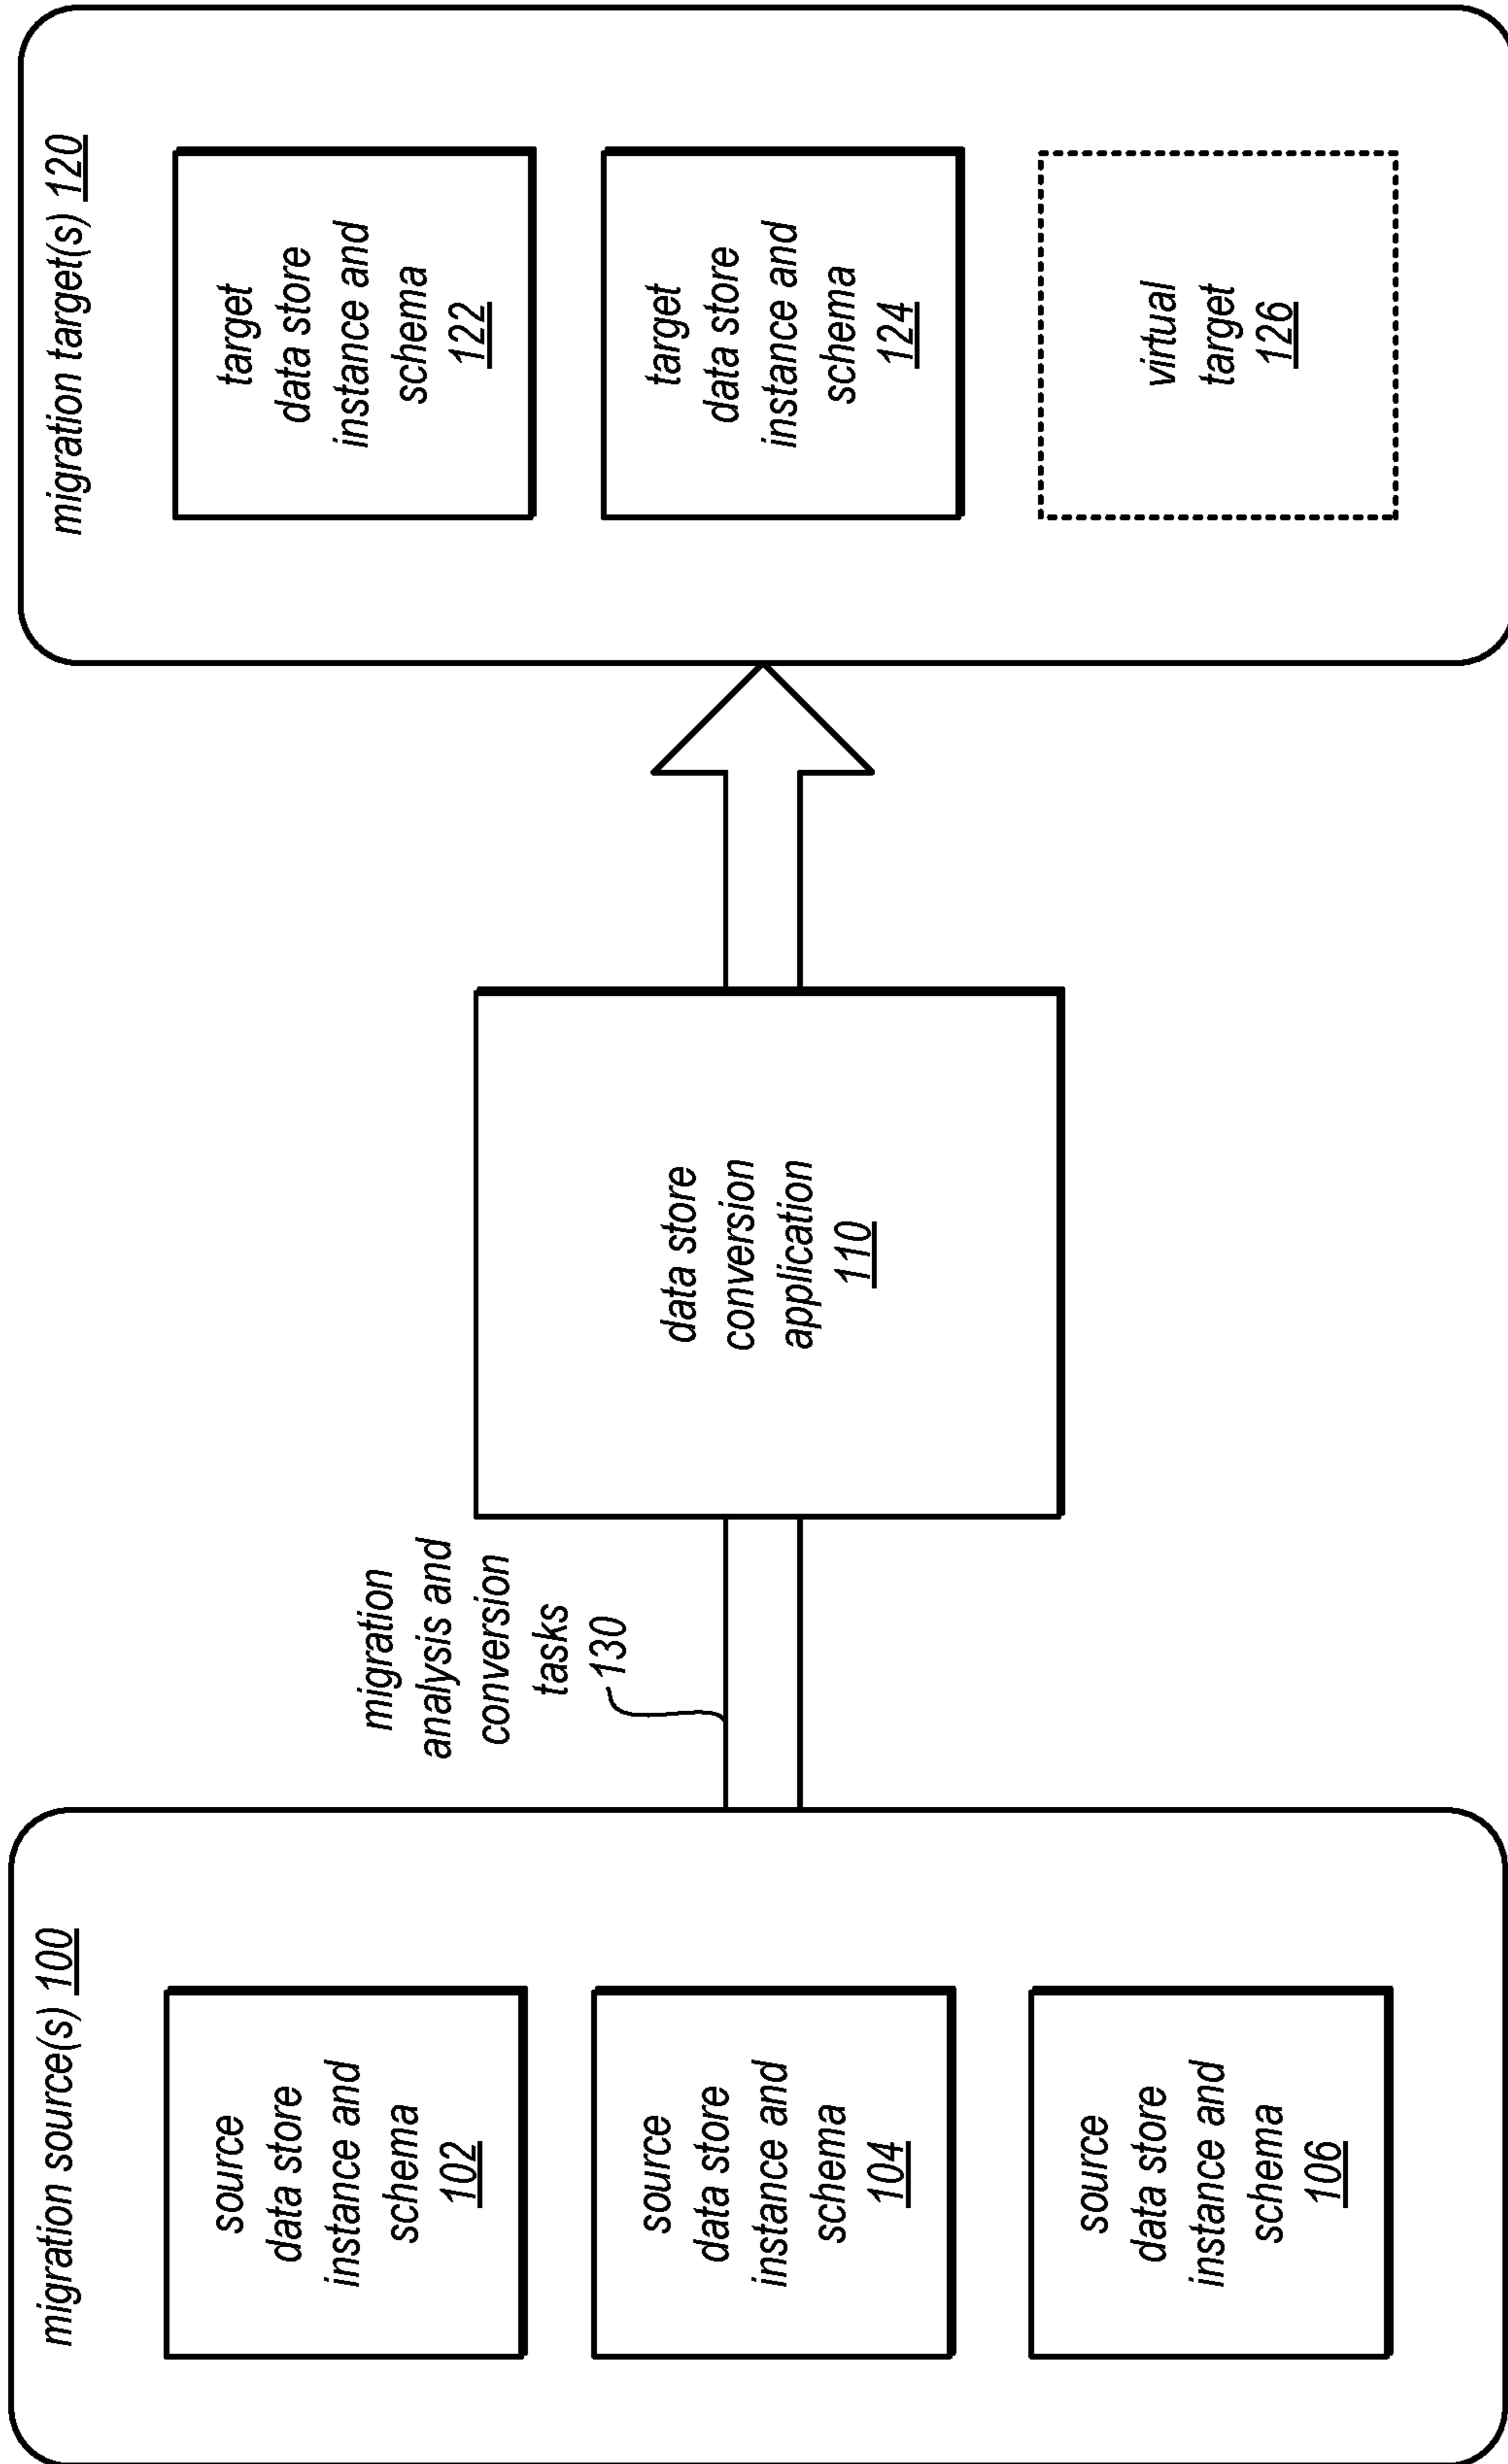 migration source(s) 100
source
data store
instance and
schema
102
source
data store
instance and
schema
104
source
data store
instance and
schema
106
migration
analysis and
conversion
tasks
130
data store
conversion
application
110
migration target(s) 120
target
data store
instance and
schema
122
target
data store
instance and
schema
124
virtual
target
126